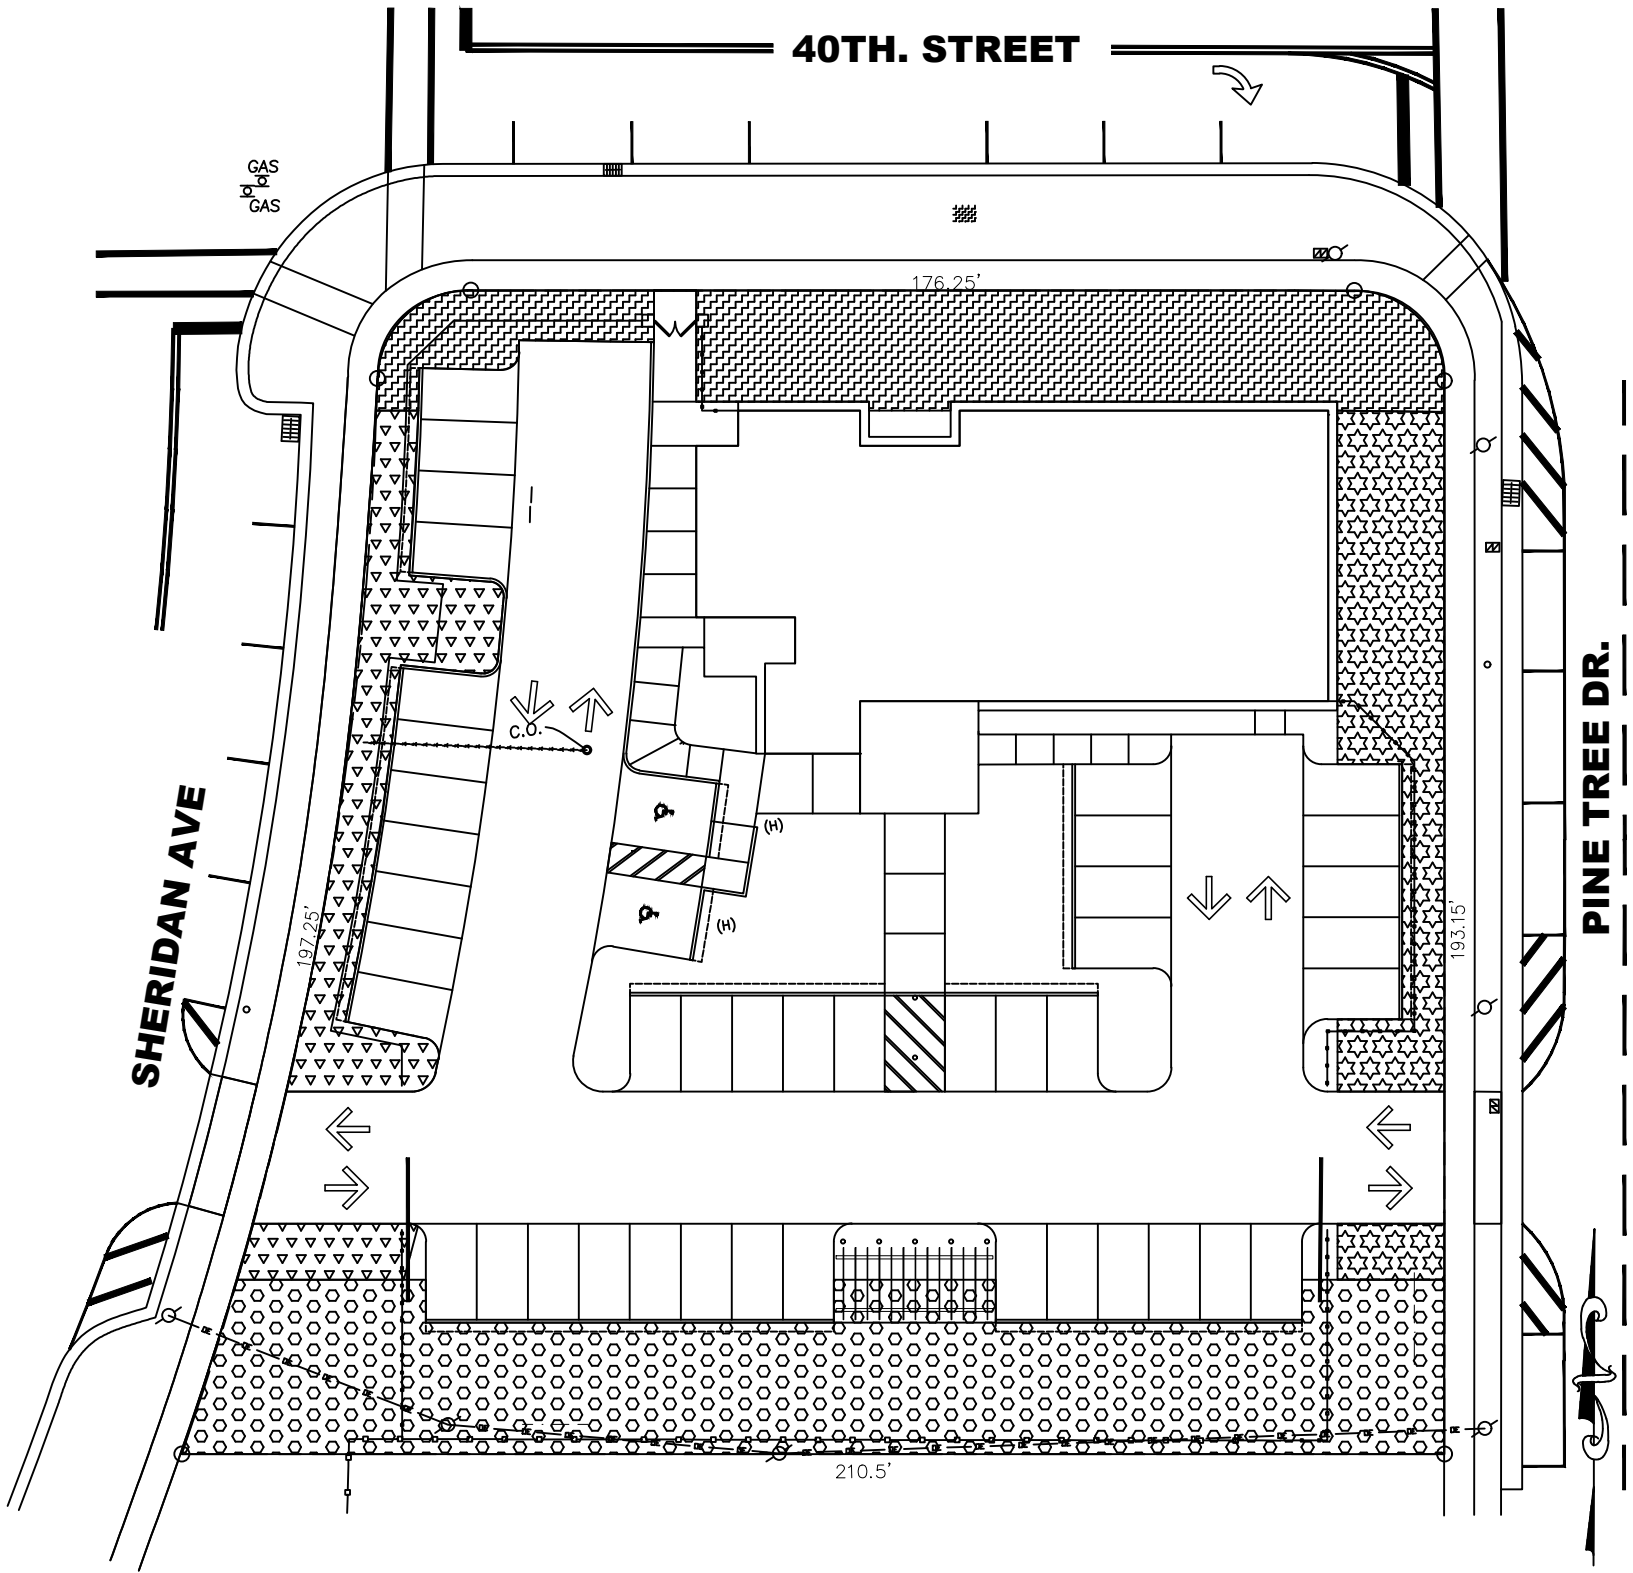 40TH. STREET
GAS
GAS
176.25'
C.O.
(H)
(H)
SHERIDAN AVE
197.25'
193.15'
PINE TREE DR.
210.5'